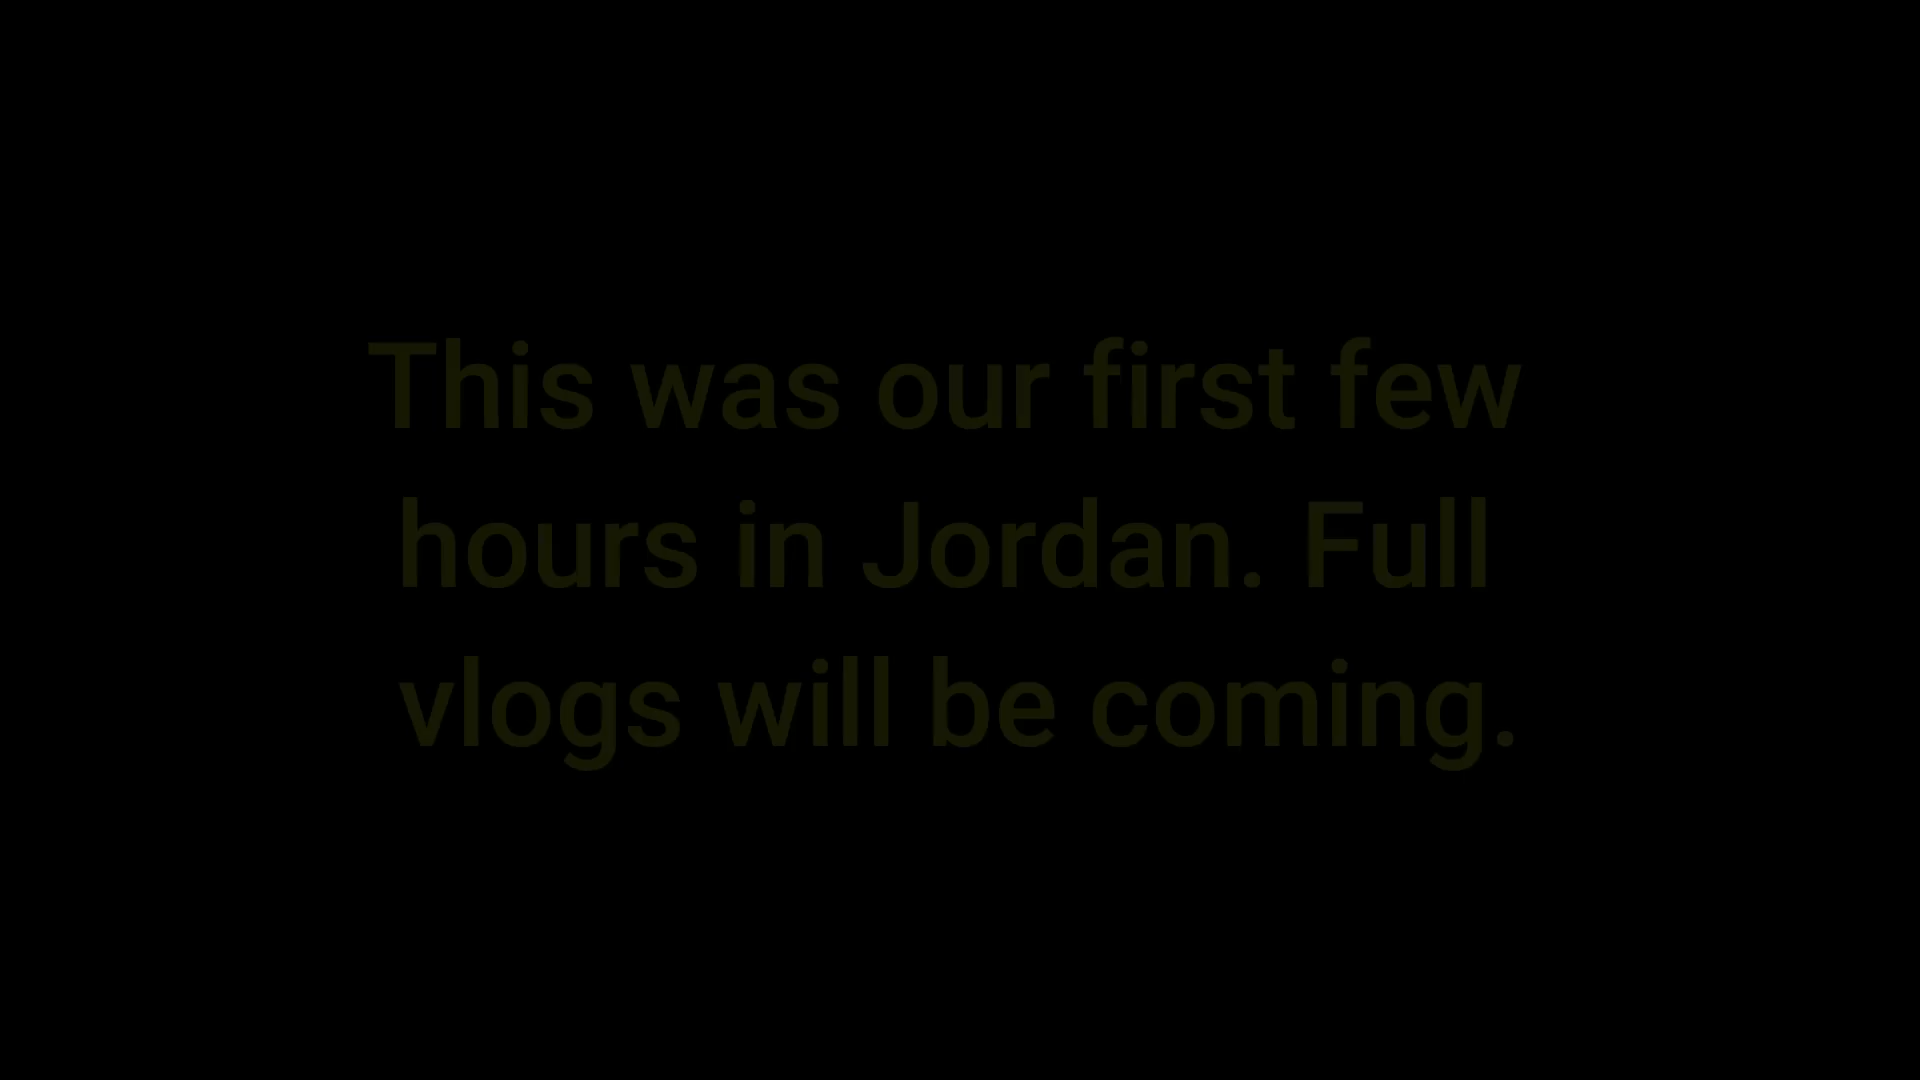 This was our first few
hours in Jordan. Full
vlogs will be coming.